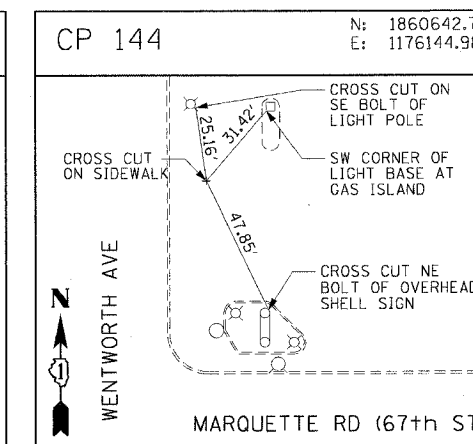 CP 144
N: 1860642.7
E: 1176144.98
CROSS CUT ON
SE BOLT OF
LIGHT POLE
25.16'
31.42'
CROSS CUT
ON SIDEWALK
SW CORNER OF
LIGHT BASE AT
GAS ISLAND
47.85'
CROSS CUT NE
BOLT OF OVERHEAD
SHELL SIGN
N
1
WENTWORTH AVE
MARQUETTE RD (67th ST